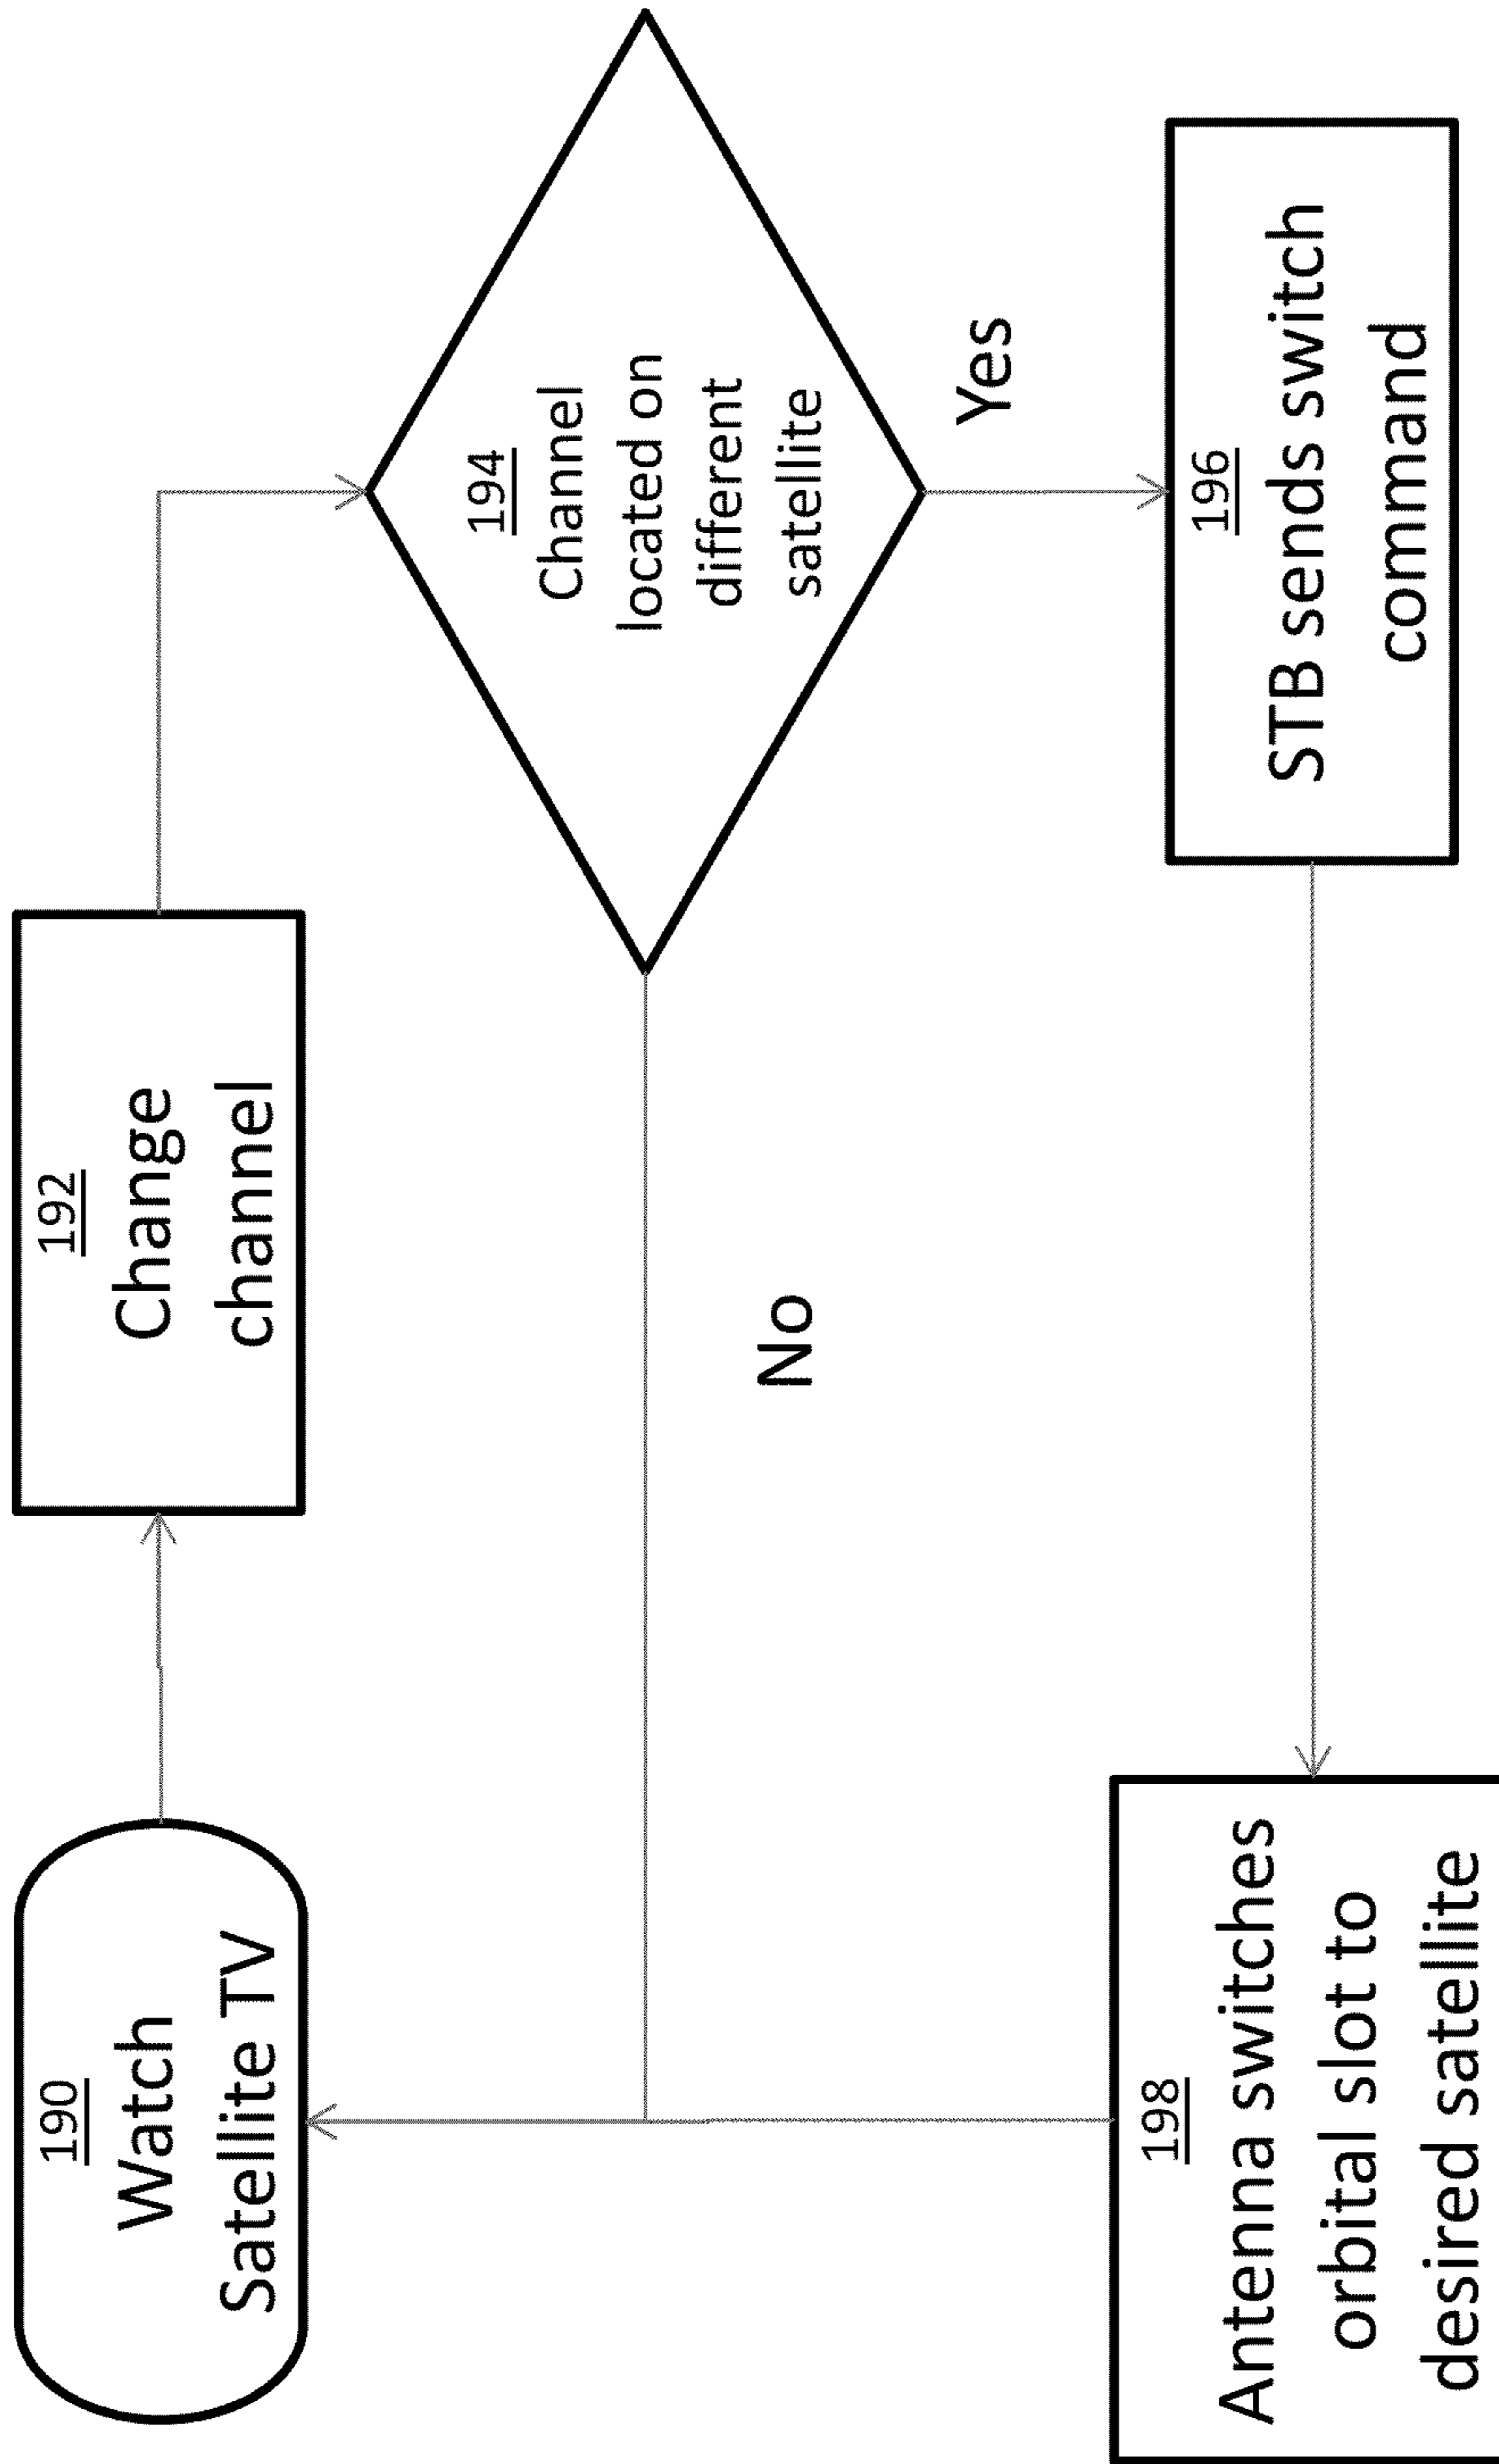 190
Watch
Satellite TV
192
Change
channel
194
Channel
located on
different
satellite
No
Yes
196
STB sends switch
command
198
Antenna switches
orbital slot to
desired satellite